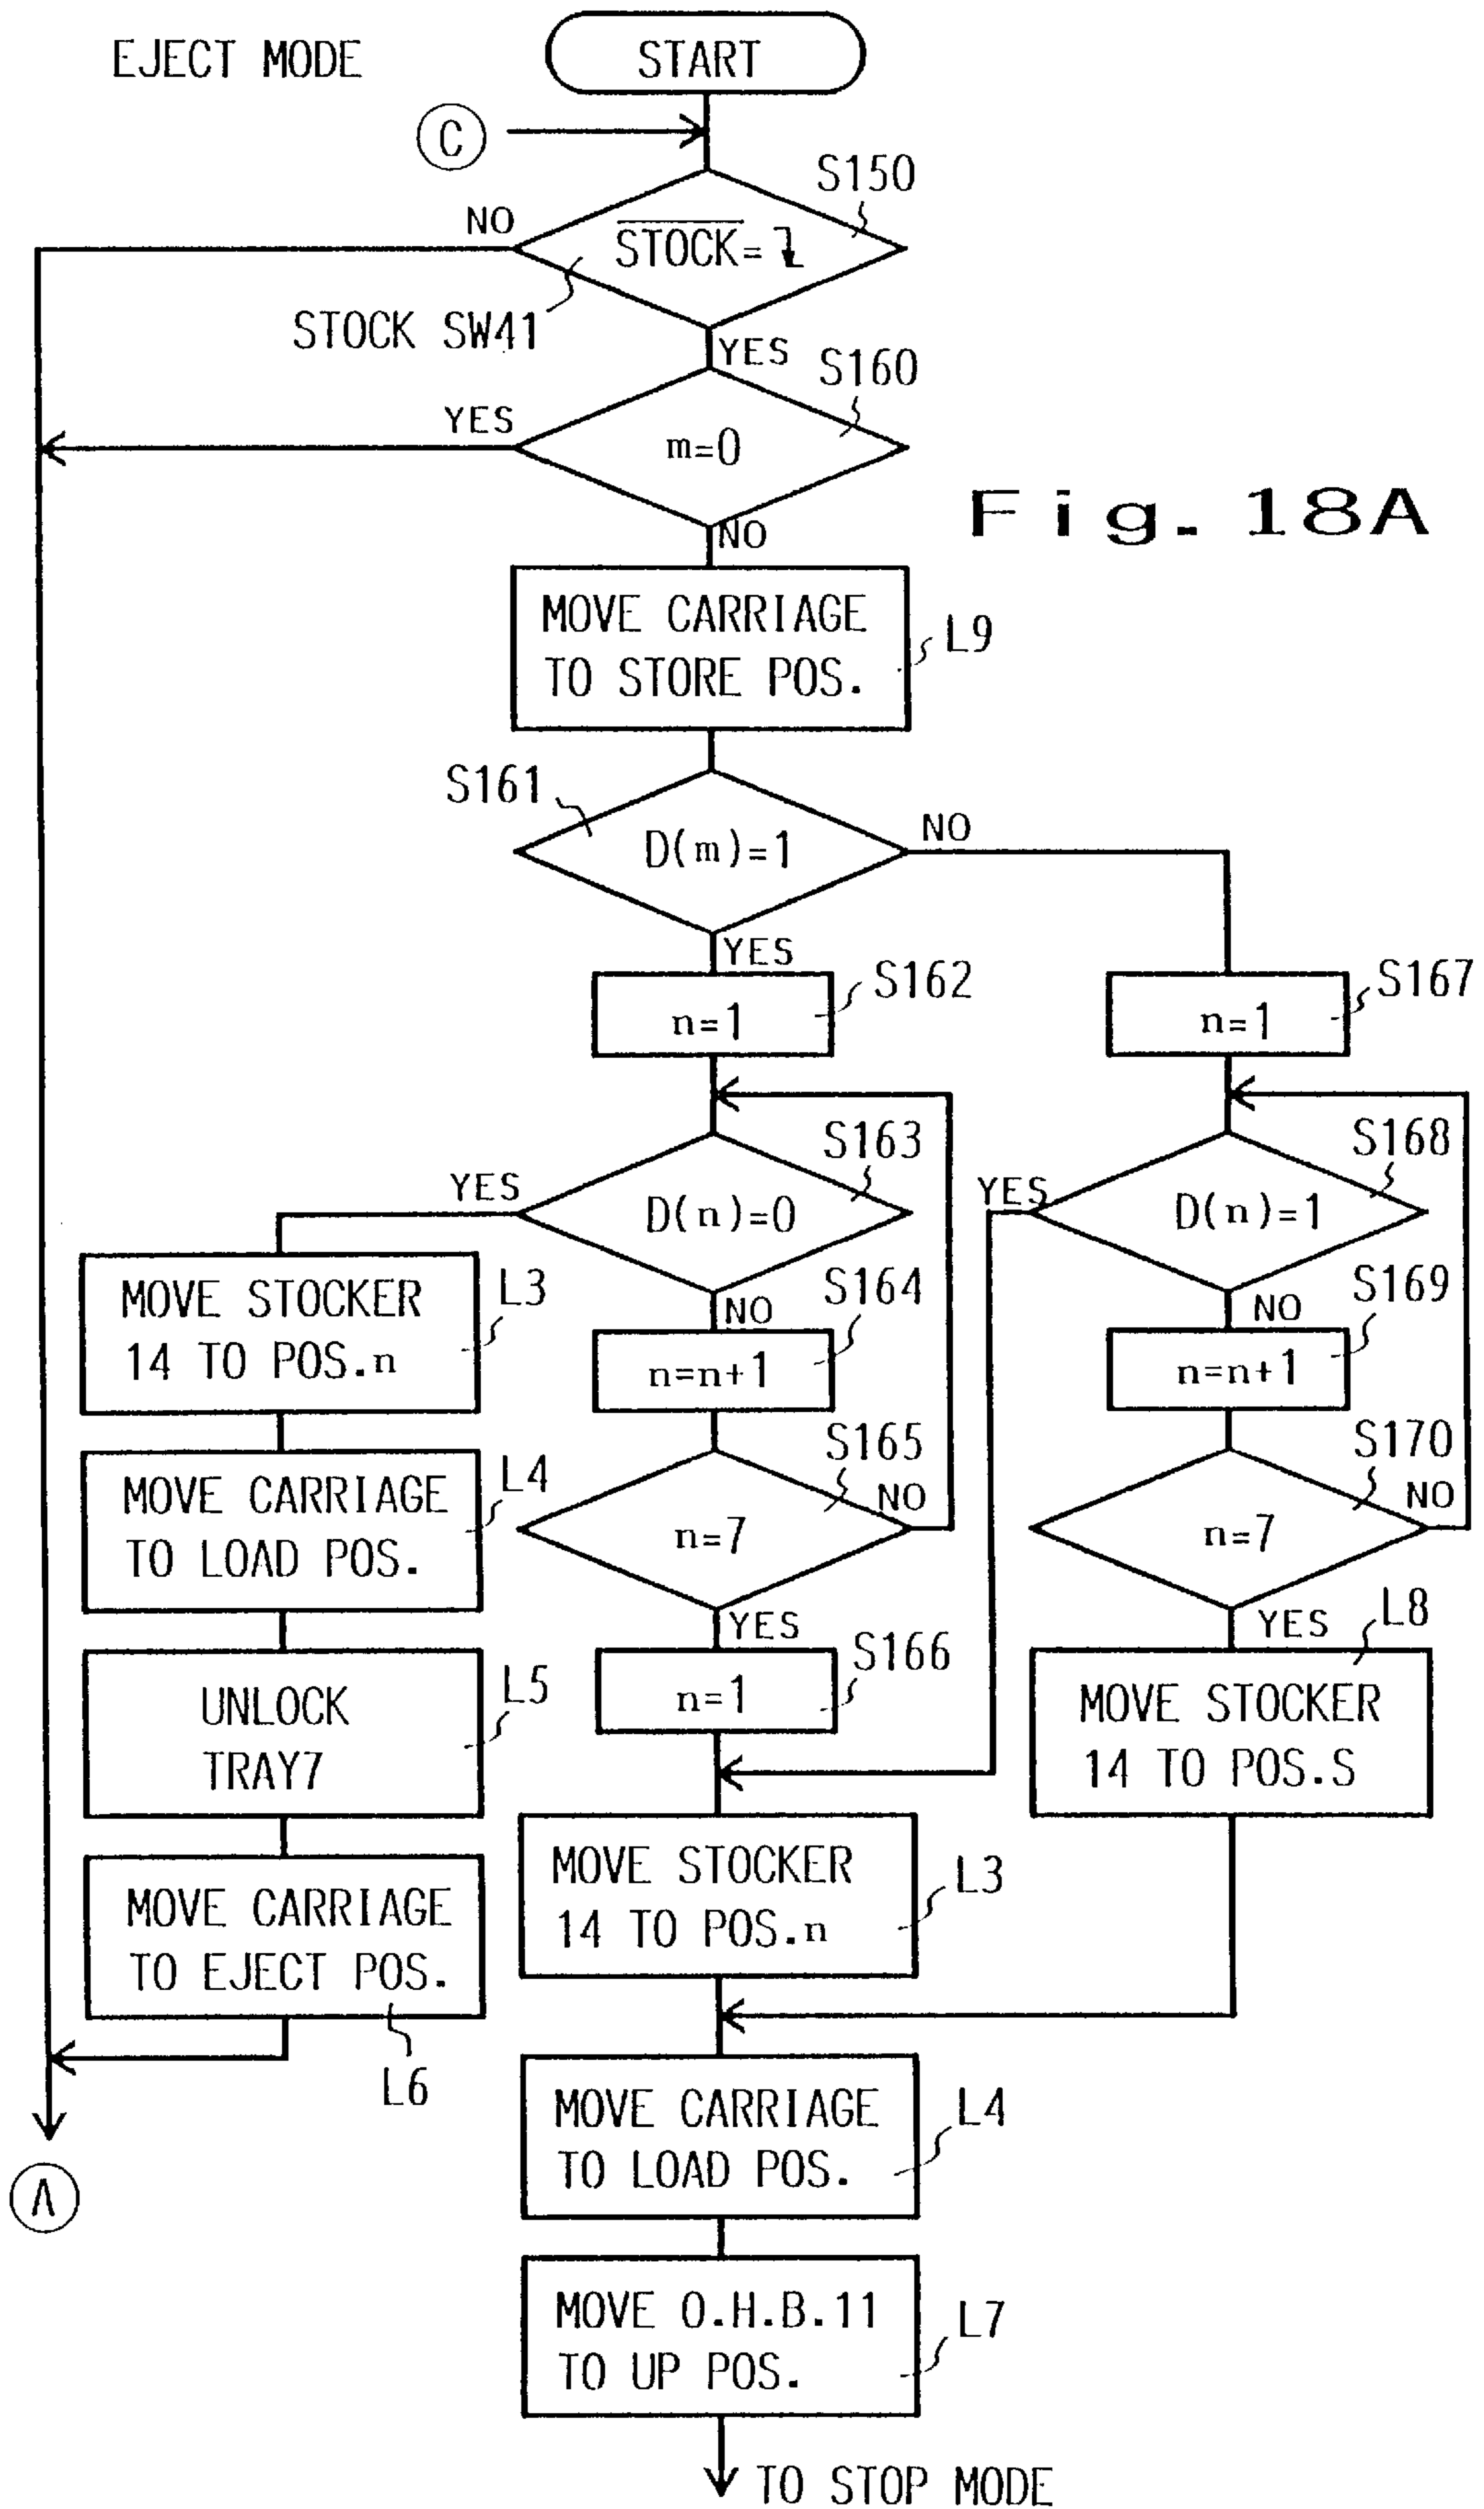 EJECT MODE
START
C
S150
NO
STOCK=
STOCK SW41
YES
S160
YES
m=0
Fig. 18A
NO
MOVE CARRIAGE
TO STORE POS.
L9
S161
D(m)=1
NO
YES
S162
n=1
S167
n=1
S163
YES
D(n)=0
S168
YES
D(n)=1
MOVE STOCKER
14 TO POS.n
L3
S164
NO
n=n+1
S169
NO
n=n+1
MOVE CARRIAGE
TO LOAD POS.
L4
S165
NO
n=7
S170
NO
n=7
YES
YES
L8
UNLOCK
TRAY7
L5
S166
n=1
MOVE STOCKER
14 TO POS.S
MOVE CARRIAGE
TO EJECT POS.
L6
MOVE STOCKER
14 TO POS.n
L3
A
MOVE CARRIAGE
TO LOAD POS.
L4
MOVE O.H.B.11
TO UP POS.
L7
TO STOP MODE